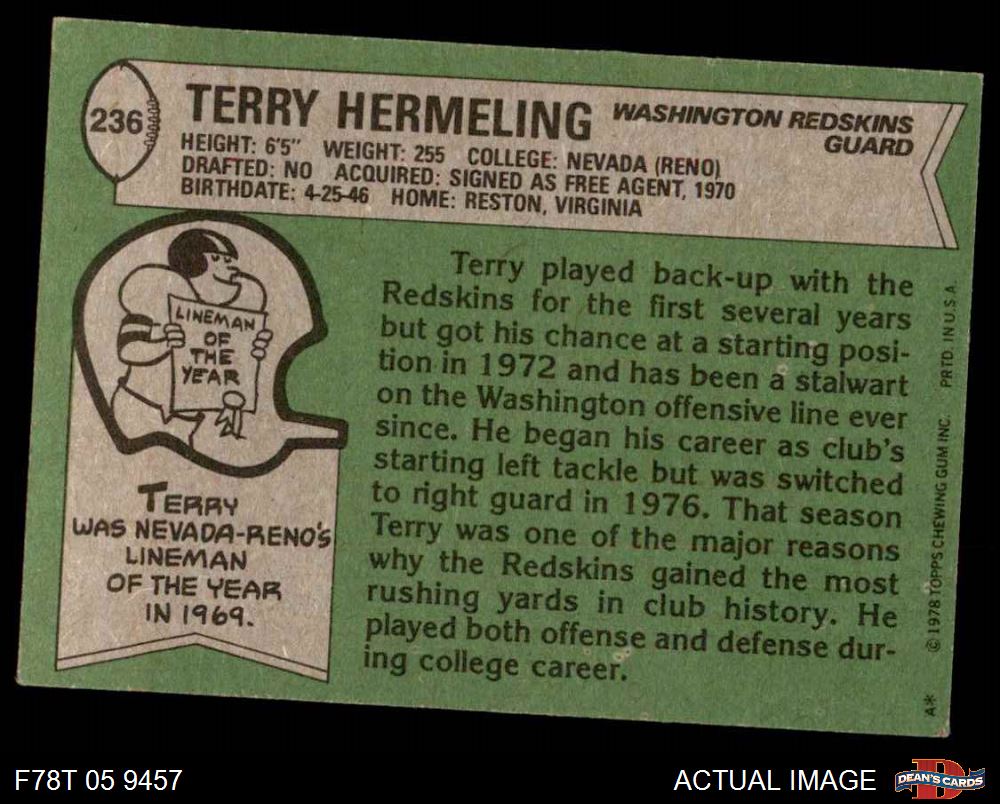 236
TERRY HERMELING
WASHINGTON REDSKINS
GUARD
HEIGHT: 6'5" WEIGHT: 255 COLLEGE: NEVADA (RENO)
DRAFTED: NO ACQUIRED: SIGNED AS FREE AGENT, 1970
BIRTHDATE: 4-25-46 HOME: RESTON, VIRGINIA
LINEMAN
OF
THE
YEAR
TERRY
WAS NEVADA-RENO'S
LINEMAN
OF THE YEAR
IN 1969.
Terry played back-up with the
Redskins for the first several years
but got his chance at a starting posi-
tion in 1972 and has been a stalwart
on the Washington offensive line ever
since. He began his career as club's
starting left tackle but was switched
to right guard in 1976. That season
Terry was one of the major reasons
why the Redskins gained the most
rushing yards in club history. He
played both offense and defense dur-
ing college career.
A* © 1978 TOPPS CHEWING GUM INC. PRTD. IN U.S.A.
F78T 05 9457
ACTUAL IMAGE
D
DEAN'S CARDS